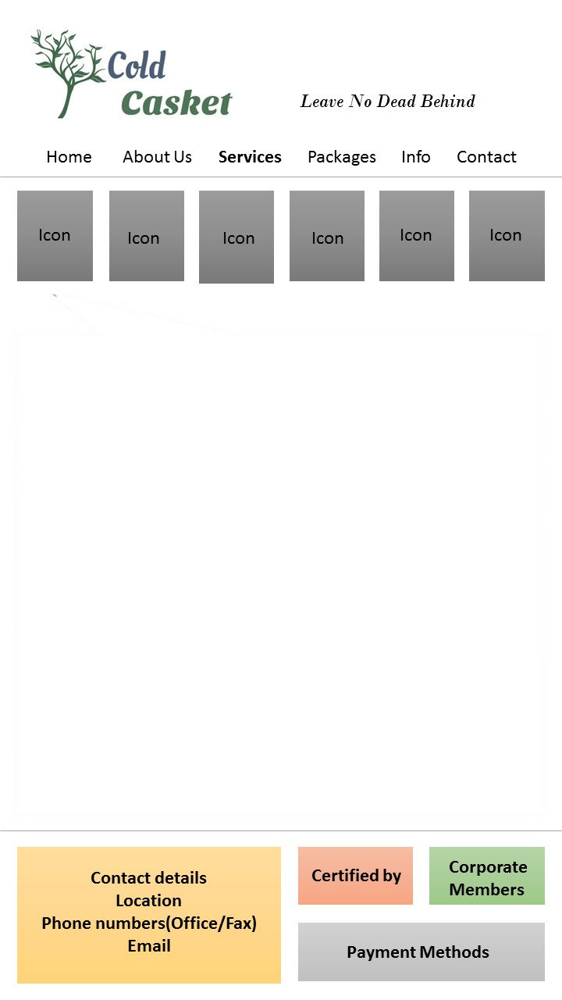 Cold
Casket
Leave No Dead Behind
Home About Us Services Packages Info Contact
Icon Icon Icon Icon Icon Icon
Contact details
Location
Phone numbers(Office/Fax)
Email
Certified by
Corporate
Members
Payment Methods